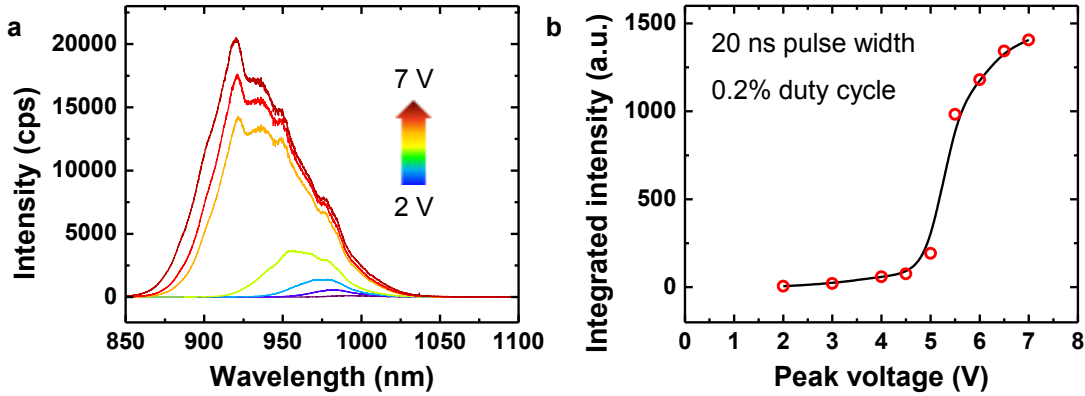 a
20000
15000
10000
5000
0
Intensity (cps)
7 V
2 V
850 900 950 1000 1050 1100
Wavelength (nm)
b
1500
1000
500
0
Integrated intensity (a.u.)
20 ns pulse width
0.2% duty cycle
0 1 2 3 4 5 6 7 8
Peak voltage (V)